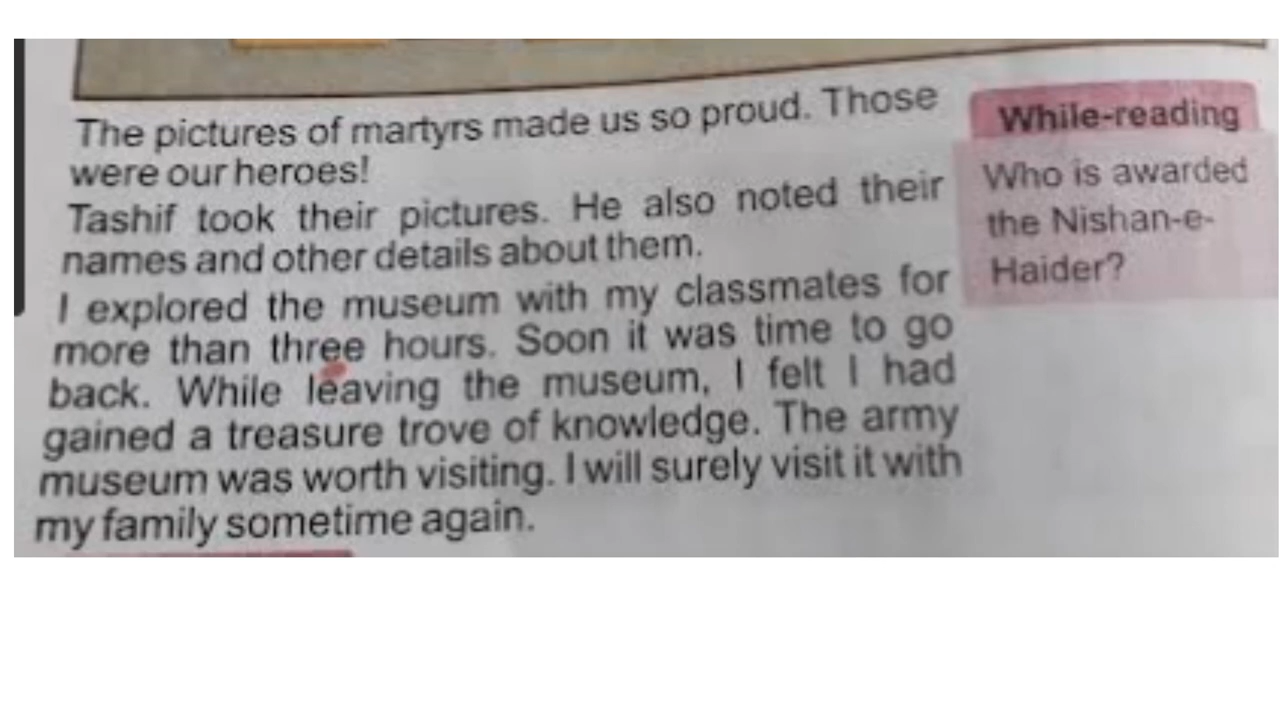 The pictures of martyrs made us so proud. Those
were our heroes!
Tashif took their pictures. He also noted their
names and other details about them.
I explored the museum with my classmates for
more than three hours. Soon it was time to go
back. While leaving the museum, I felt I had
gained a treasure trove of knowledge. The army
museum was worth visiting. I will surely visit it with
my family sometime again.
While-reading
Who is awarded
the Nishan-e-
Haider?